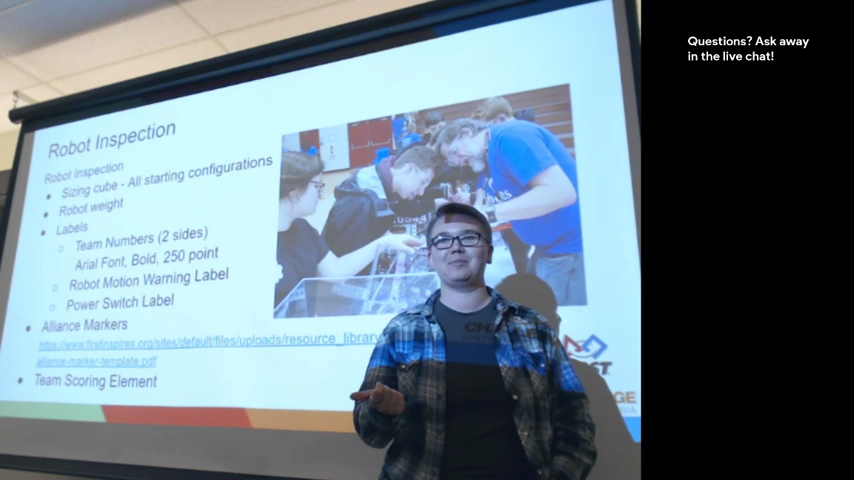 Questions? Ask away
in the live chat!
Robot Inspection
Robot Inspection
Sizing cube - All starting configurations
Robot weight
Labels
Team Numbers (2 sides)
Arial Font, Bold, 250 point
Robot Motion Warning Label
Power Switch Label
Alliance Markers
https://www.firstinspires.org/sites/default/files/uploads/resource_library
alliance-marker-template.pdf
Team Scoring Element